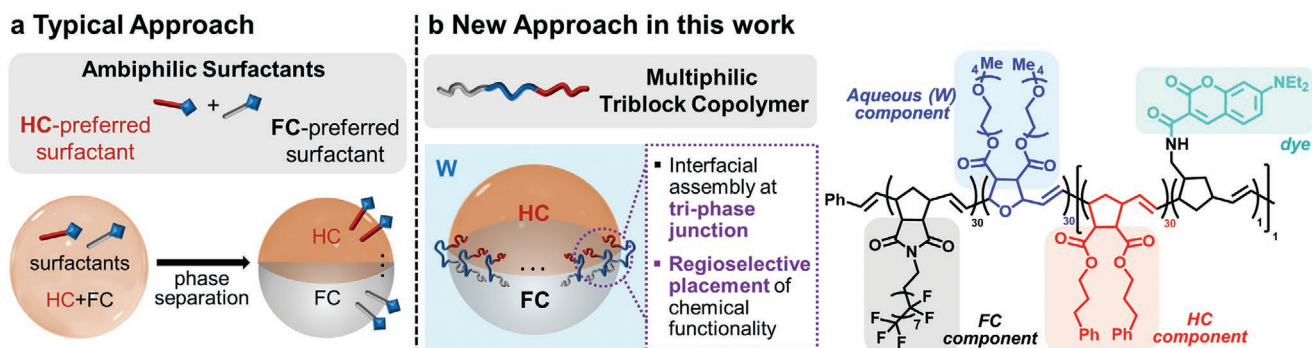 a Typical Approach
Ambiphilic Surfactants
+
HC-preferred
surfactant
FC-preferred
surfactant
surfactants
HC+FC
phase
separation
HC
FC
b New Approach in this work
Multiphilic
Triblock Copolymer
W
HC
...
FC
▪ Interfacial
assembly at
tri-phase
junction
▪ Regioselective
placement of
chemical
functionality
Aqueous (W)
component
4 Me Me 4
O O
O O
O O
O O NEt2
O
NH
dye
Ph
30
O
30
30
1
1
O N O
O O
O O
F F
F F
7
F F F
Ph Ph
FC
component
HC
component